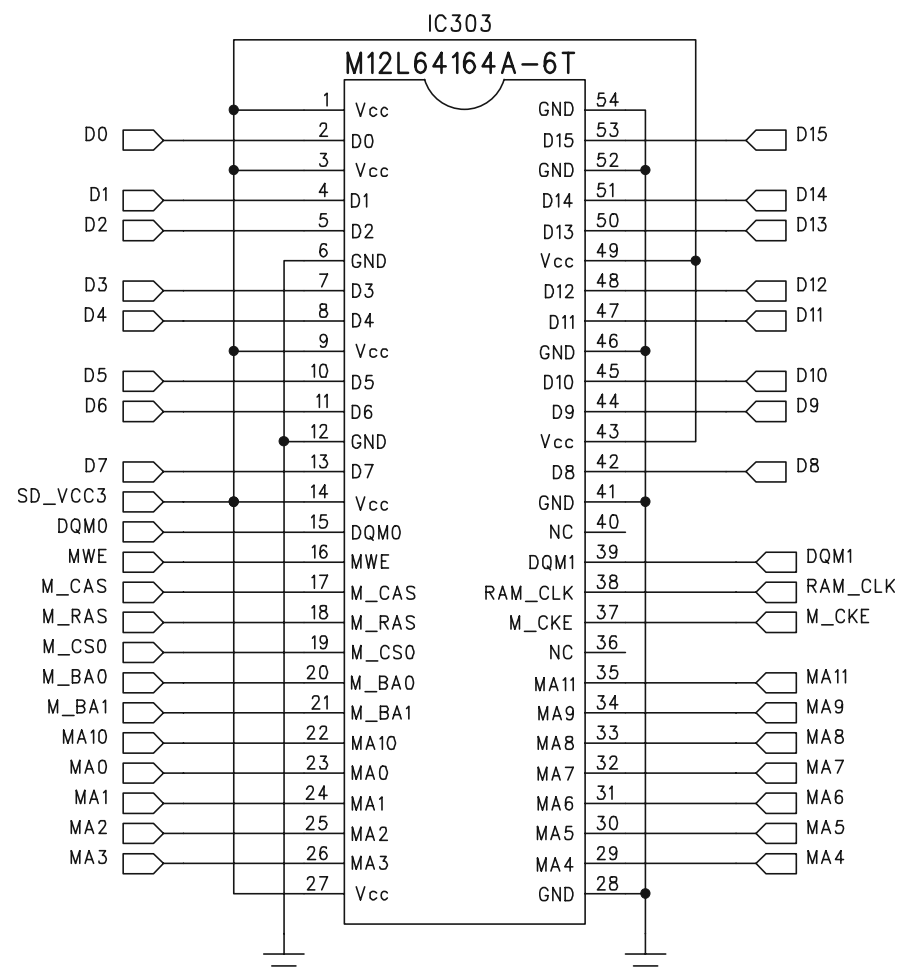 IC303
M12L64164A-6T
1 Vcc GND 54
D0 2 D0 D15 53 D15
3 Vcc GND 52
D1 4 D1 D14 51 D14
D2 5 D2 D13 50 D13
6 GND Vcc 49
D3 7 D3 D12 48 D12
D4 8 D4 D11 47 D11
9 Vcc GND 46
D5 10 D5 D10 45 D10
D6 11 D6 D9 44 D9
12 GND Vcc 43
D7 13 D7 D8 42 D8
SD_VCC3 14 Vcc GND 41
DQM0 15 DQM0 NC 40
MWE 16 MWE DQM1 39 DQM1
M_CAS 17 M_CAS RAM_CLK 38 RAM_CLK
M_RAS 18 M_RAS M_CKE 37 M_CKE
M_CS0 19 M_CS0 NC 36
M_BA0 20 M_BA0 MA11 35 MA11
M_BA1 21 M_BA1 MA9 34 MA9
MA10 22 MA10 MA8 33 MA8
MA0 23 MA0 MA7 32 MA7
MA1 24 MA1 MA6 31 MA6
MA2 25 MA2 MA5 30 MA5
MA3 26 MA3 MA4 29 MA4
27 Vcc GND 28